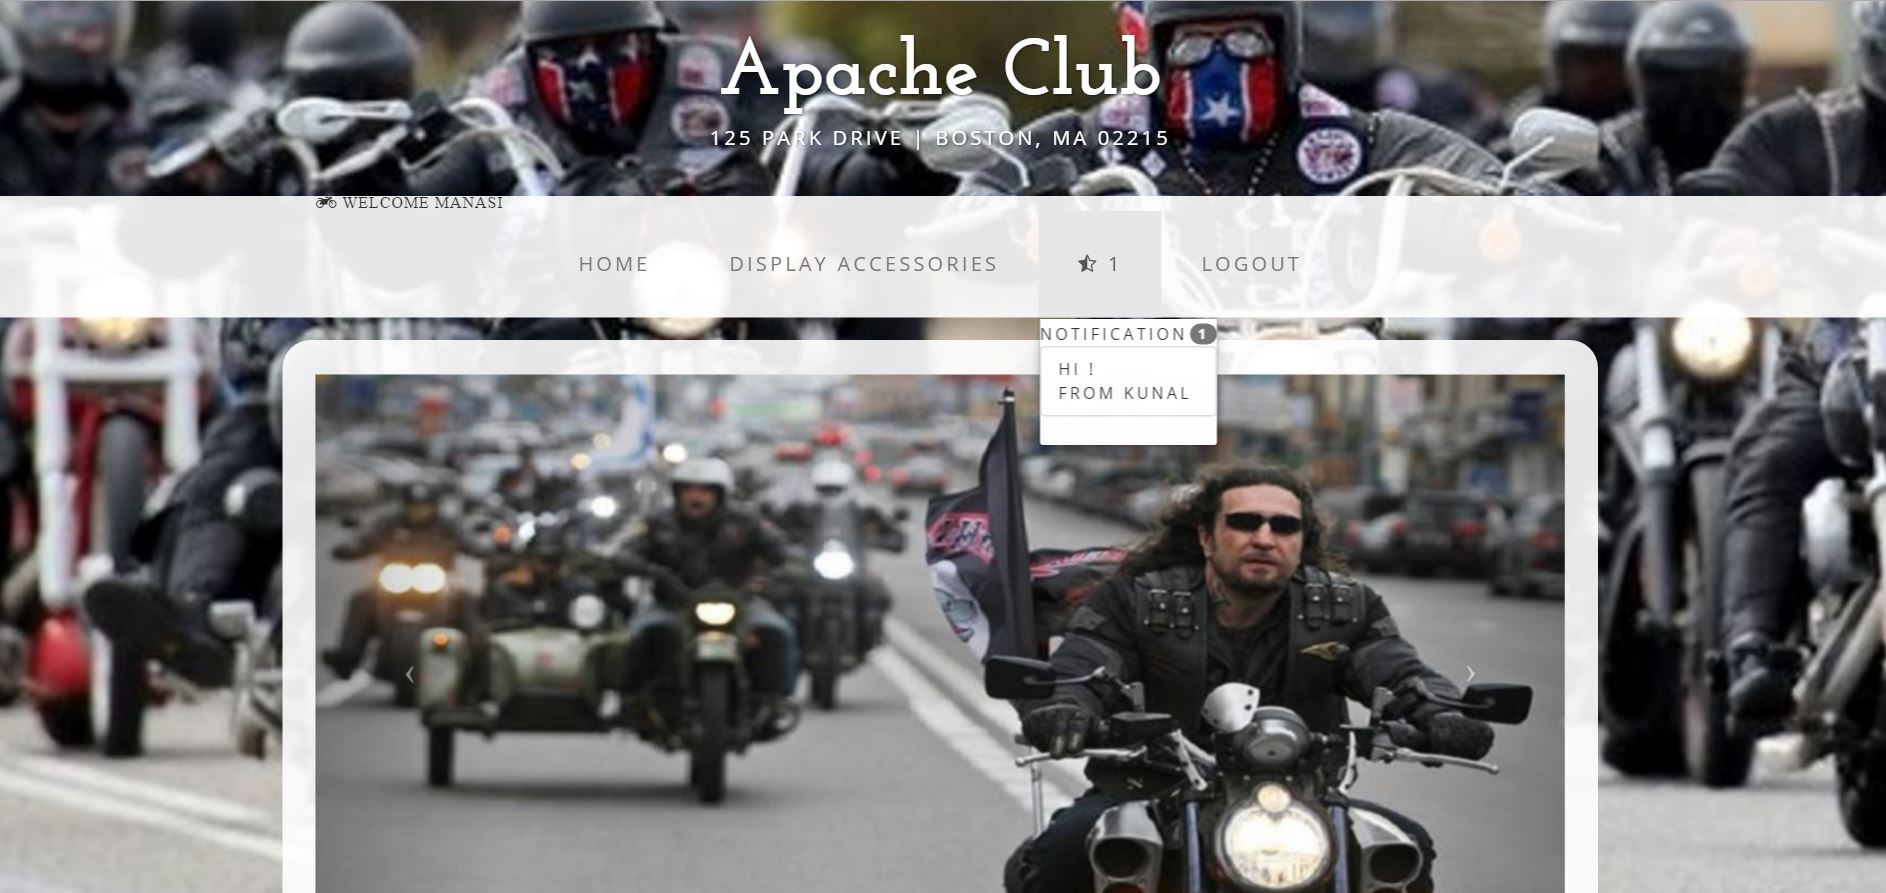 Apache Club
125 PARK DRIVE | BOSTON, MA 02215
WELCOME MANASI
HOME DISPLAY ACCESSORIES 1 LOGOUT
NOTIFICATION 1
HI !
FROM KUNAL